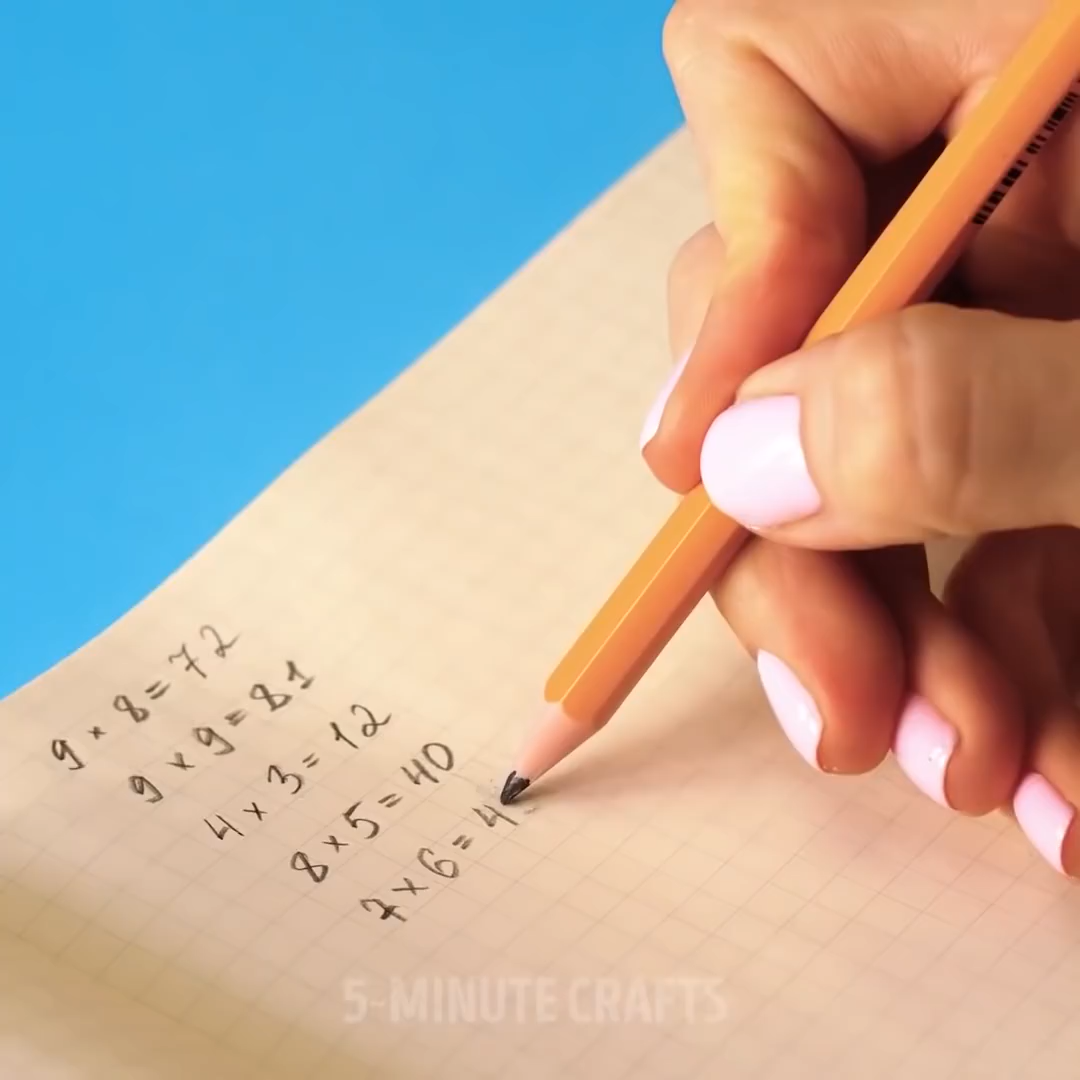 9 × 8 = 72
9 × 9 = 81
4 × 3 = 12
8 × 5 = 40
7 × 6 = 4
5-MINUTE CRAFTS